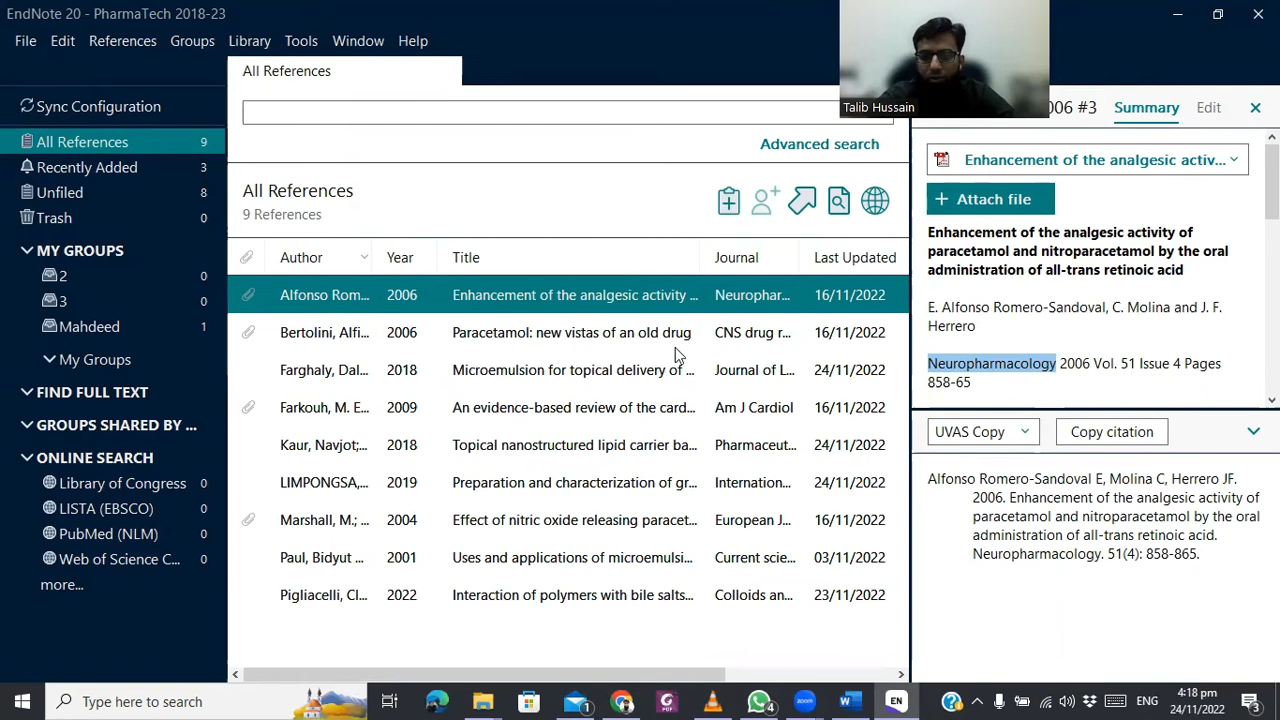 EndNote 20 - PharmaTech 2018-23
File Edit References Groups Library Tools Window Help
Talib Hussain
Sync Configuration
All References 9
Recently Added 3
Unfiled 8
Trash 0
MY GROUPS
2 0
3 0
Mahdeed 1
My Groups
FIND FULL TEXT
GROUPS SHARED BY ...
ONLINE SEARCH
Library of Congress 0
LISTA (EBSCO) 0
PubMed (NLM) 0
Web of Science C... 0
more...
All References
Advanced search
All References
9 References
Author Year Title Journal Last Updated
Alfonso Rom... 2006 Enhancement of the analgesic activity ... Neurophar... 16/11/2022
Bertolini, Alfi... 2006 Paracetamol: new vistas of an old drug CNS drug r... 16/11/2022
Farghaly, Dal... 2018 Microemulsion for topical delivery of ... Journal of L... 24/11/2022
Farkouh, M. E... 2009 An evidence-based review of the card... Am J Cardiol 16/11/2022
Kaur, Navjot;... 2018 Topical nanostructured lipid carrier ba... Pharmaceut... 24/11/2022
LIMPONGSA,... 2019 Preparation and characterization of gr... Internation... 24/11/2022
Marshall, M.; ... 2004 Effect of nitric oxide releasing paracet... European J... 16/11/2022
Paul, Bidyut ... 2001 Uses and applications of microemulsi... Current scie... 03/11/2022
Pigliacelli, Cl... 2022 Interaction of polymers with bile salts... Colloids an... 23/11/2022
006 #3 Summary Edit
Enhancement of the analgesic activ...
+ Attach file
Enhancement of the analgesic activity of
paracetamol and nitroparacetamol by the oral
administration of all-trans retinoic acid
E. Alfonso Romero-Sandoval, C. Molina and J. F.
Herrero
Neuropharmacology 2006 Vol. 51 Issue 4 Pages
858-65
UVAS Copy Copy citation
Alfonso Romero-Sandoval E, Molina C, Herrero JF.
2006. Enhancement of the analgesic activity of
paracetamol and nitroparacetamol by the oral
administration of all-trans retinoic acid.
Neuropharmacology. 51(4): 858-865.
Type here to search
1
4
zoom
EN
ENG
4:18 pm
24/11/2022
3